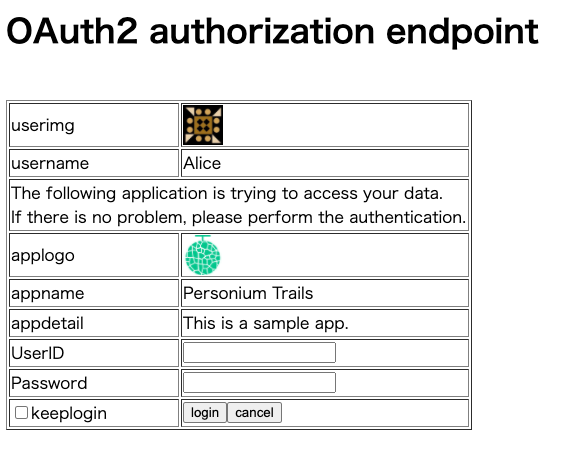 OAuth2 authorization endpoint
userimg
username Alice
The following application is trying to access your data.
If there is no problem, please perform the authentication.
applogo
appname Personium Trails
appdetail This is a sample app.
UserID
Password
keeplogin login cancel